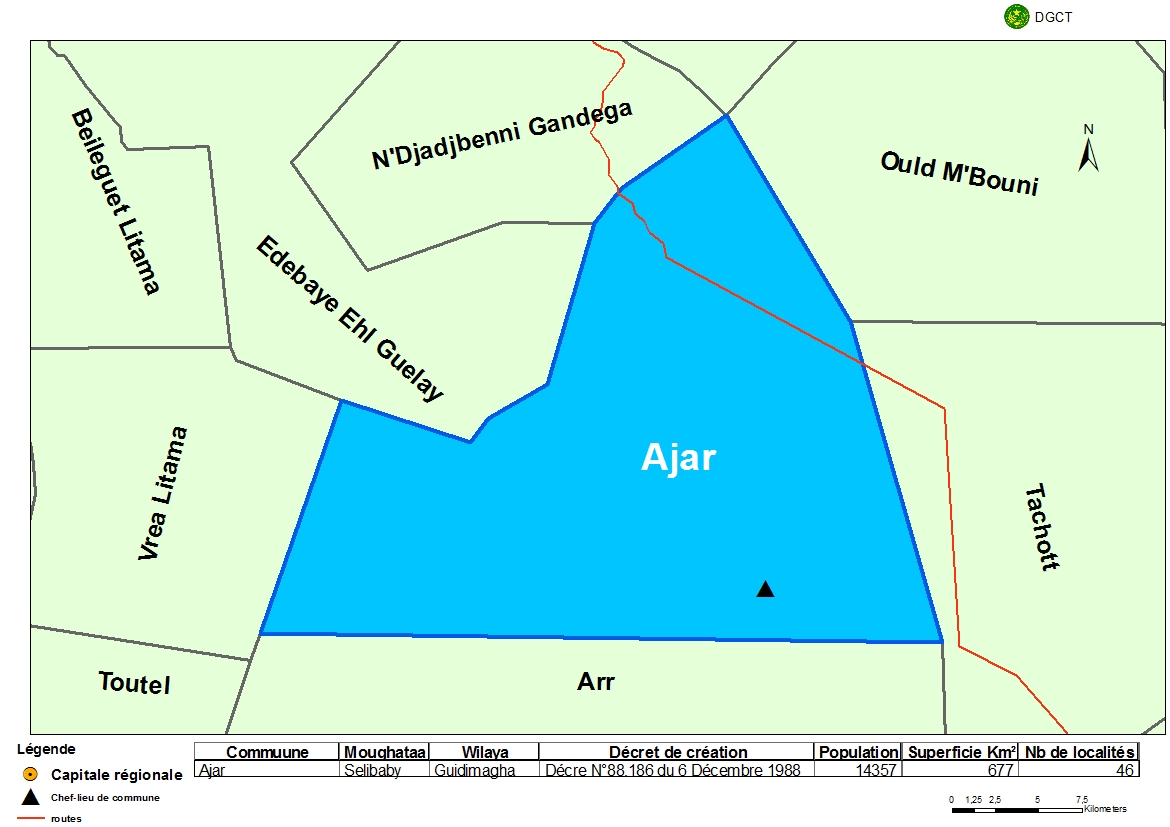 DGCT
N
N'Djadjbenni Gandega
Ould M'Bouni
Beileguet Litama
Edebaye Ehl Guelay
Ajar
Vrea Litama
Tachott
Toutel
Arr
Légende
Capitale régionale
Chef-lieu de commune
routes
Commuune Moughataa Wilaya Décret de création Population Superficie Km² Nb de localités
Ajar Selibaby Guidimagha Décre N°88.186 du 6 Décembre 1988 14357 677 46
0 1,25 2,5 5 7,5
Kilometers